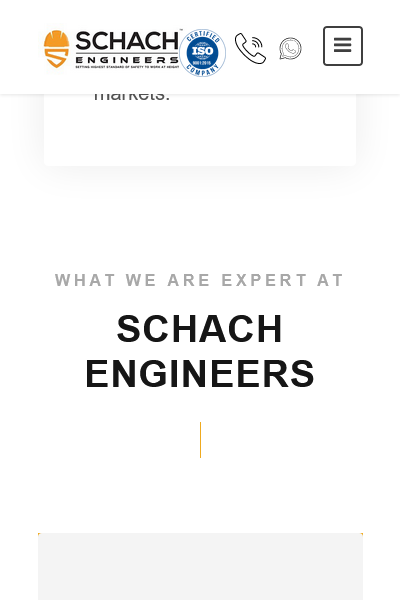 SCHACH
ENGINEERS
SETTING HIGHEST STANDARD OF SAFETY TO WORK AT HEIGHT
CERTIFIED
ISO
9001:2015
COMPANY
markets.
WHAT WE ARE EXPERT AT
SCHACH
ENGINEERS